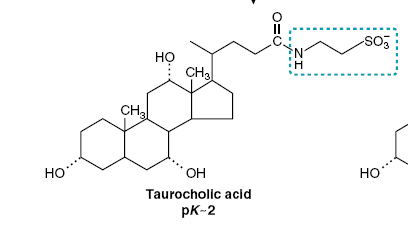 O
C
N
H
SO3−
HO
CH3
CH3
HO
OH
HO
Taurocholic acid
pK~2